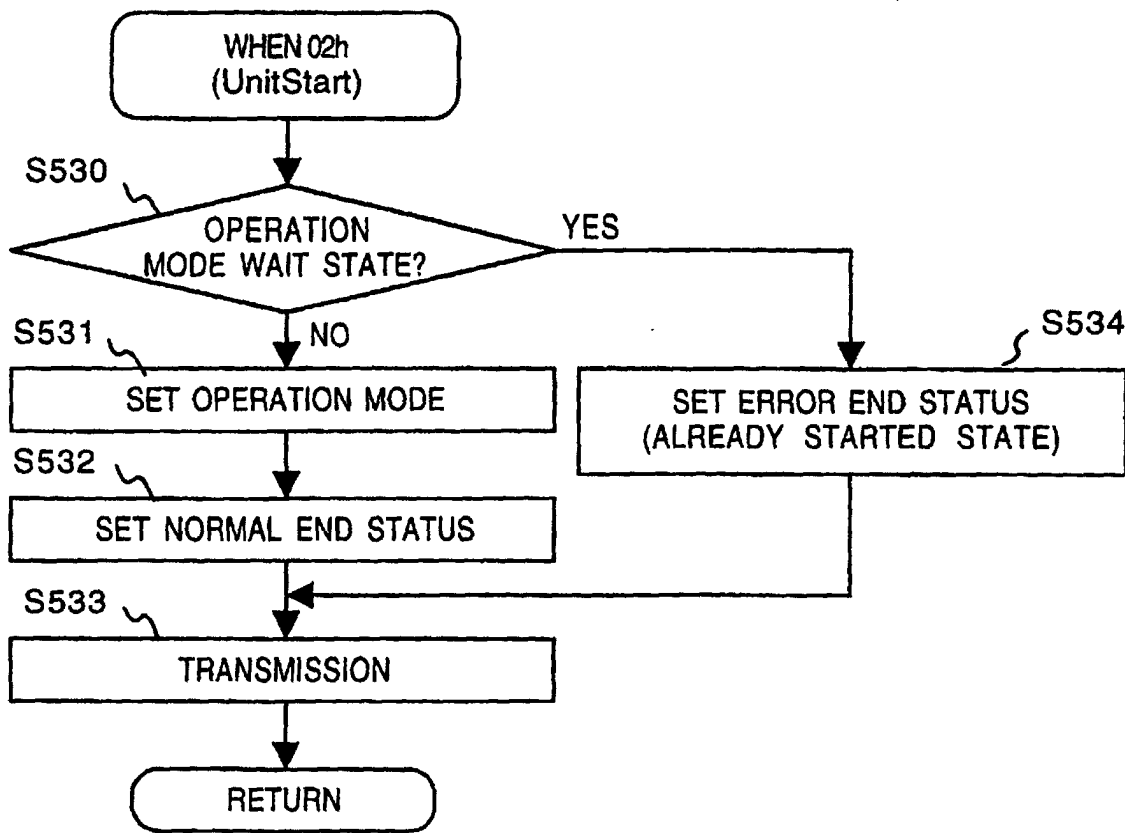 WHEN 02h
(UnitStart)
S530
OPERATION
MODE WAIT STATE?
YES
NO
S531
SET OPERATION MODE
S534
SET ERROR END STATUS
(ALREADY STARTED STATE)
S532
SET NORMAL END STATUS
S533
TRANSMISSION
RETURN